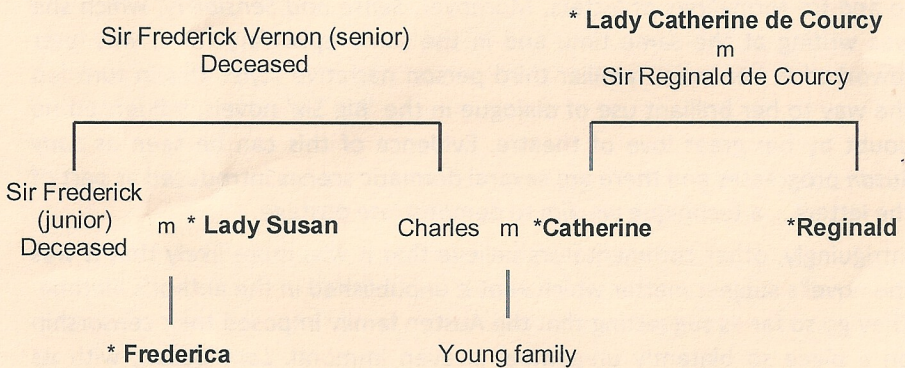 Sir Frederick Vernon (senior)
Deceased
* Lady Catherine de Courcy
m
Sir Reginald de Courcy
Sir Frederick
(junior)
Deceased
m * Lady Susan
Charles m *Catherine
*Reginald
* Frederica
Young family